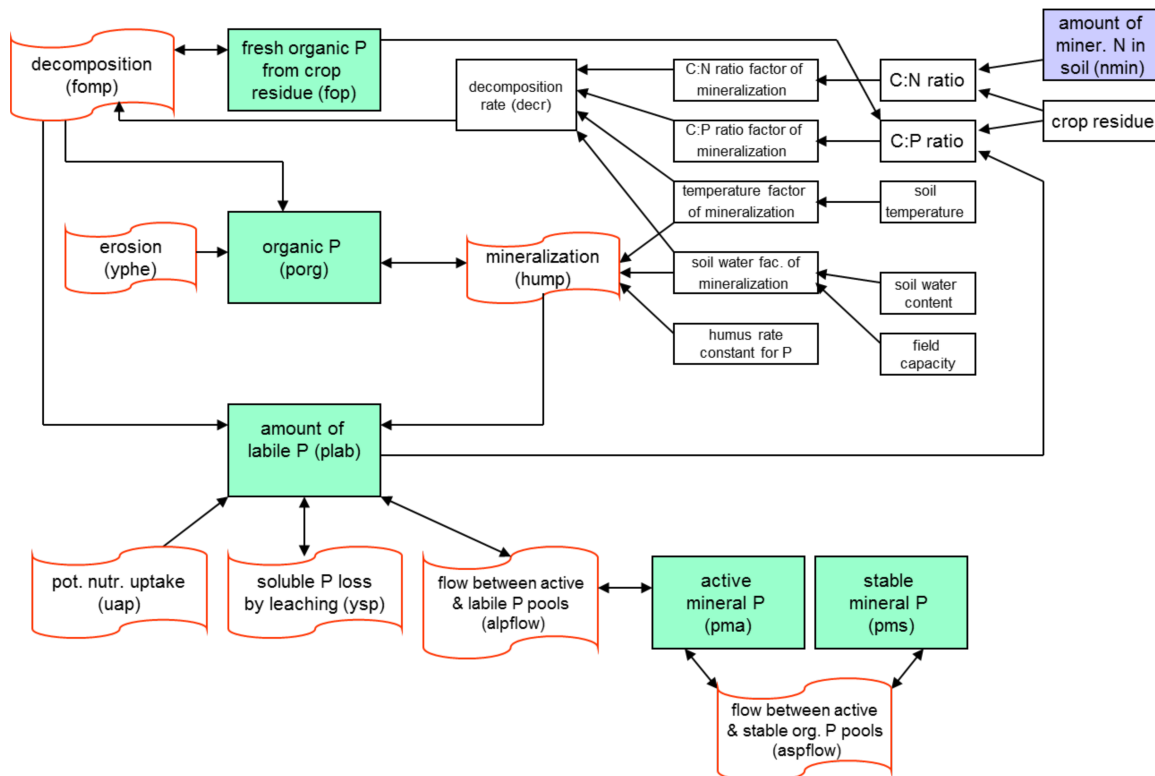 decomposition
(fomp)
fresh organic P
from crop
residue (fop)
decomposition
rate (decr)
C:N ratio factor of
mineralization
C:N ratio
amount of
miner. N in
soil (nmin)
C:P ratio factor of
mineralization
C:P ratio
crop residue
temperature factor
of mineralization
soil
temperature
erosion
(yphe)
organic P
(porg)
mineralization
(hump)
soil water fac. of
mineralization
soil water
content
humus rate
constant for P
field
capacity
amount of
labile P (plab)
pot. nutr. uptake
(uap)
soluble P loss
by leaching (ysp)
flow between active
& labile P pools
(alpflow)
active
mineral P
(pma)
stable
mineral P
(pms)
flow between active
& stable org. P pools
(aspflow)